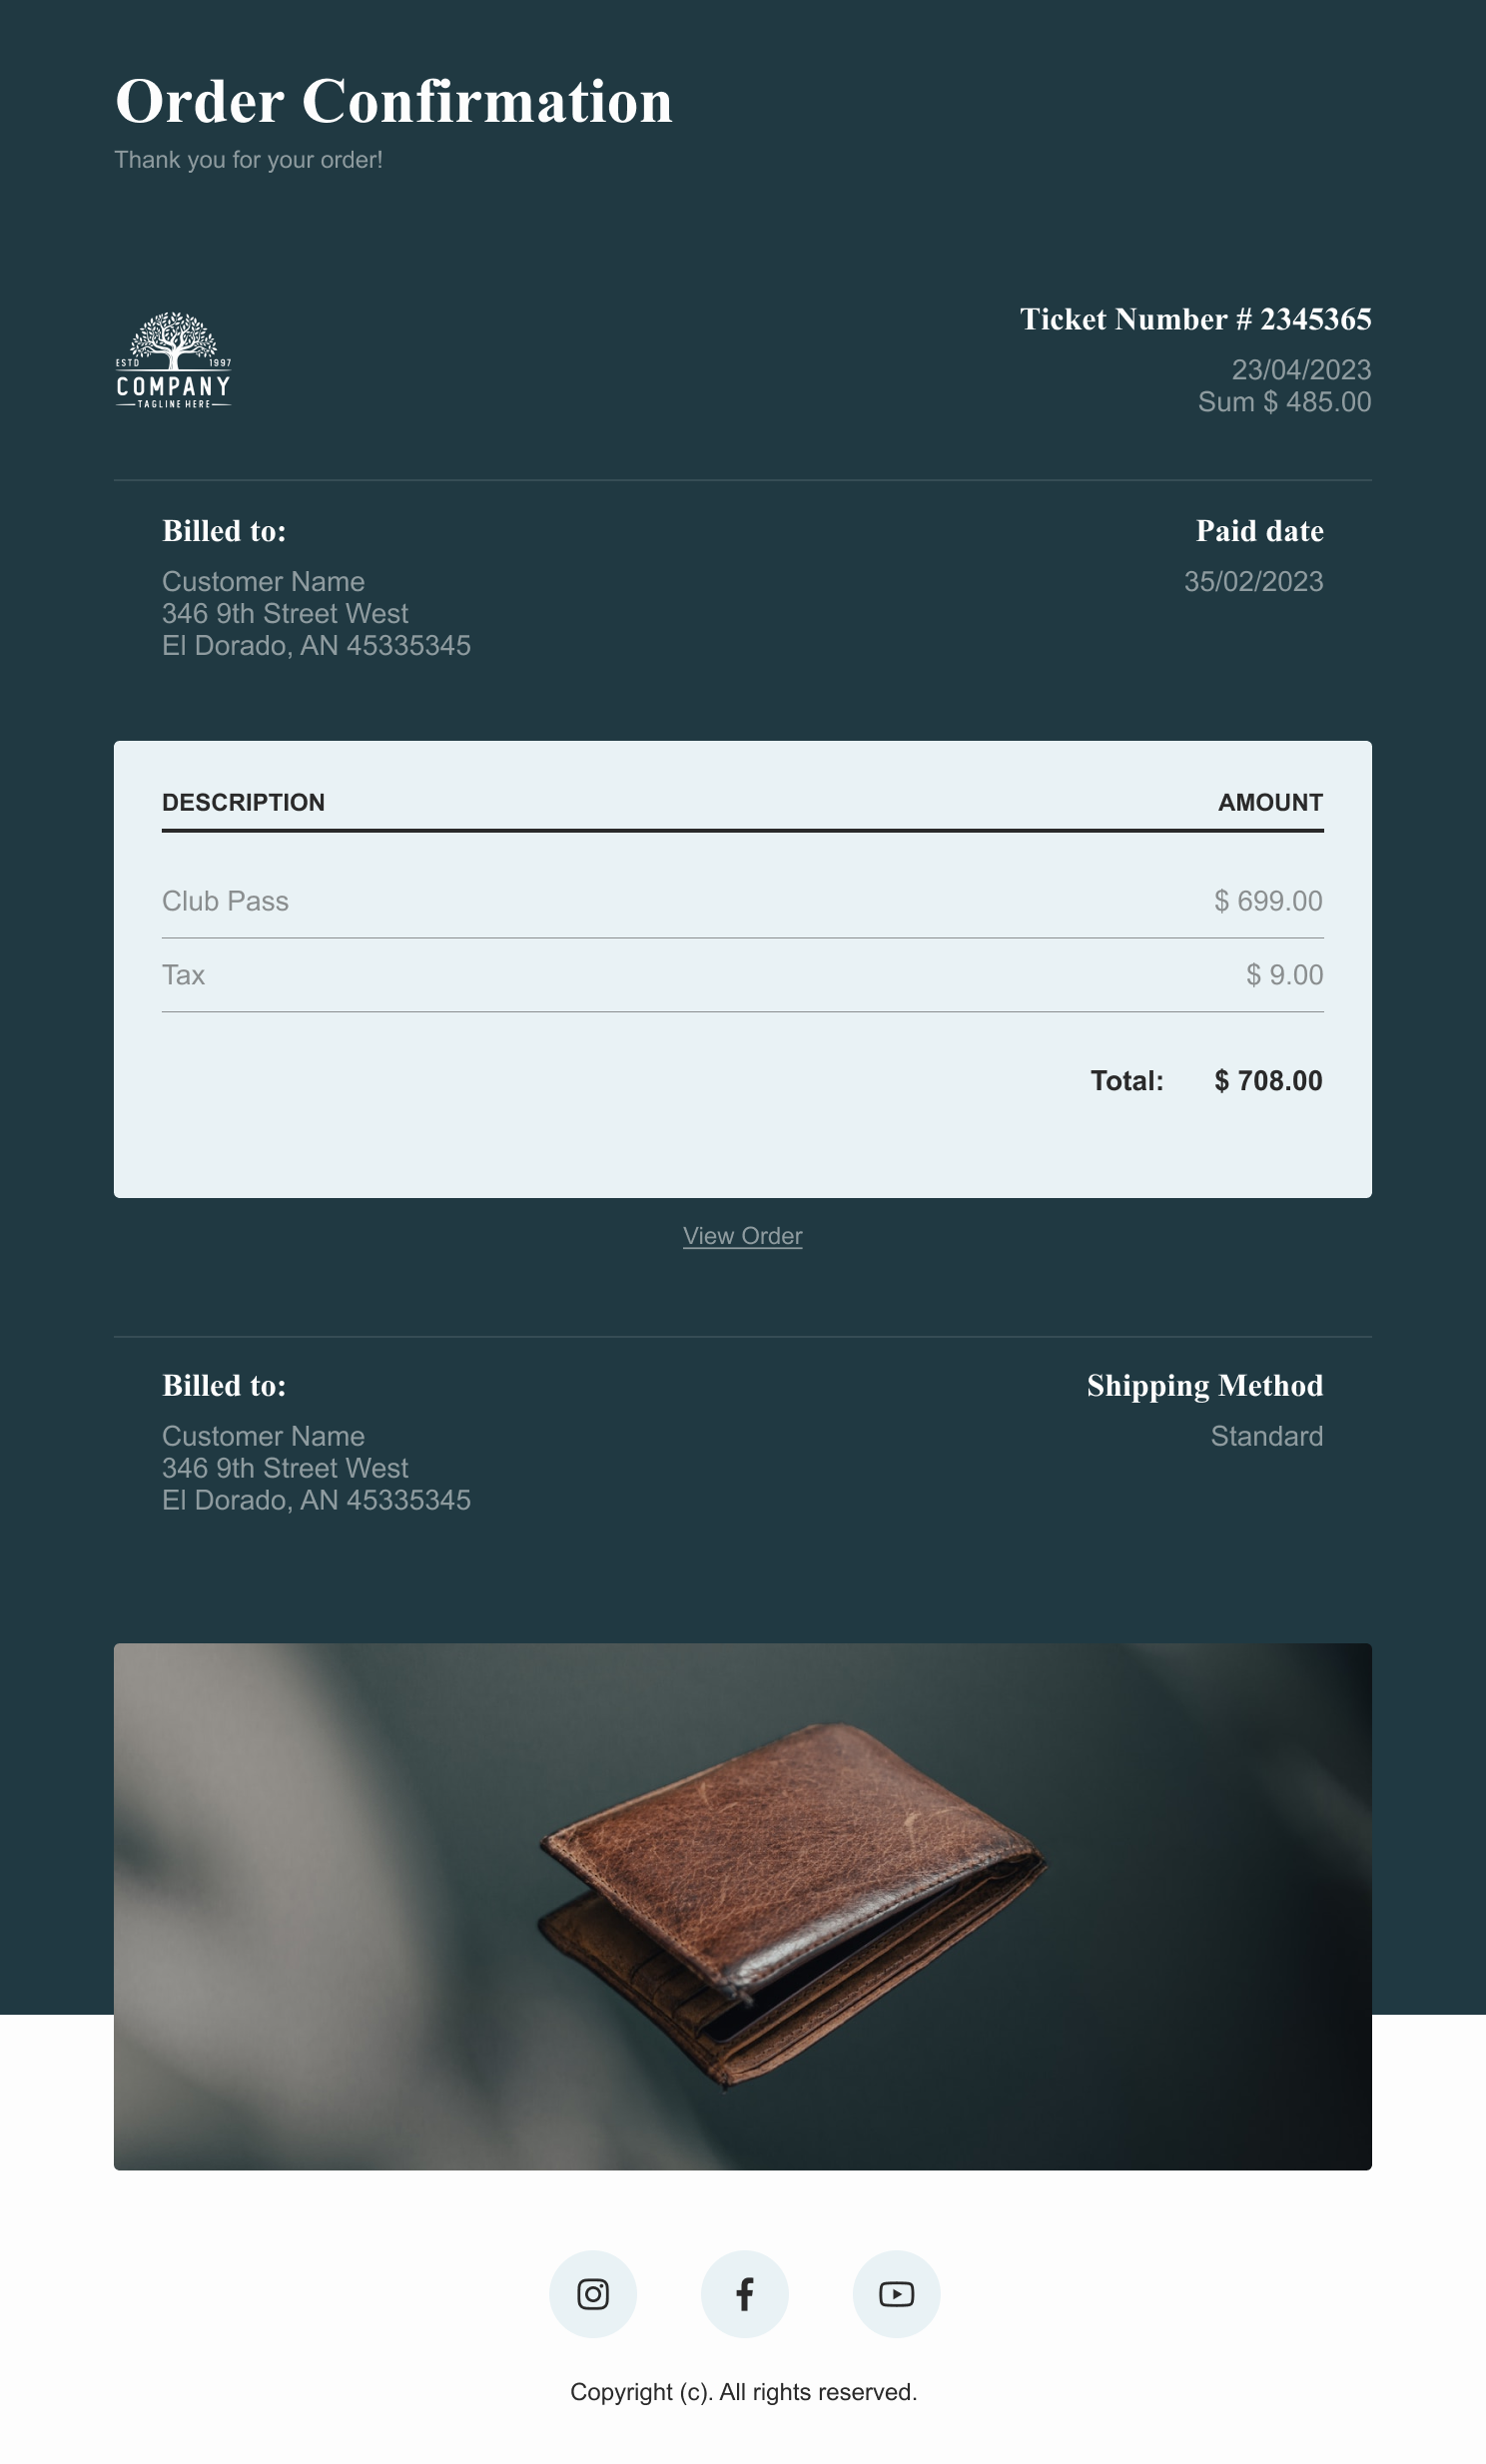 Order Confirmation
Thank you for your order!
ESTD 1997
COMPANY
TAGLINE HERE
Ticket Number # 2345365
23/04/2023
Sum $ 485.00
Billed to:
Customer Name
346 9th Street West
El Dorado, AN 45335345
Paid date
35/02/2023
DESCRIPTION AMOUNT
Club Pass $ 699.00
Tax $ 9.00
Total: $ 708.00
View Order
Billed to:
Customer Name
346 9th Street West
El Dorado, AN 45335345
Shipping Method
Standard
Copyright (c). All rights reserved.